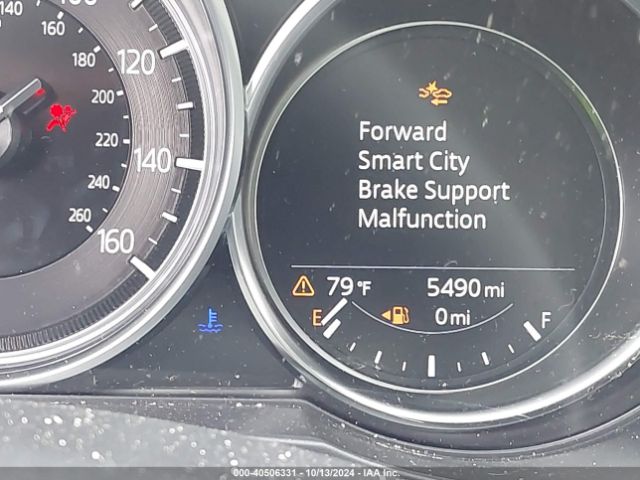 140
160
180
200
220
240
260
120
140
160
Forward
Smart City
Brake Support
Malfunction
79 °F
5490 mi
E
0 mi
F
000-40506331 - 10/13/2024 - IAA Inc.